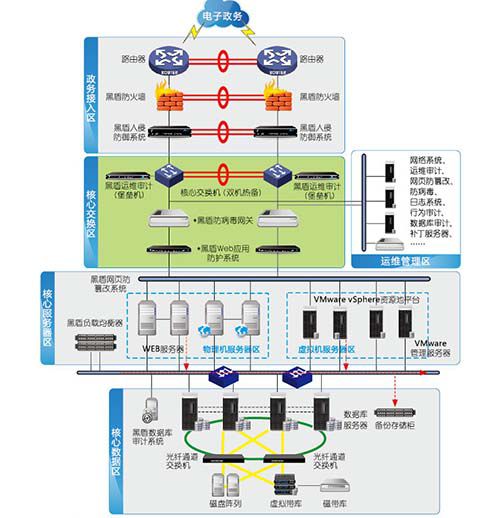 电子政务
路由器
路由器
黑盾防火墙
黑盾防火墙
黑盾入侵
防御系统
黑盾入侵
防御系统
政务接入区
黑盾运维审计
(堡垒机)
核心交换机 (双机热备)
黑盾运维审计
(堡垒机)
+黑盾防病毒网关
+黑盾Web应用
防护系统
核心交换区
网络系统、
运维审计、
网页防篡改、
防病毒、
日志系统、
行为审计、
数据库审计、
补丁服务器、
……
运维管理区
黑盾网页防
篡改系统
黑盾负载均衡器
WEB服务器
物理机服务器区
VMware vSphere资源池平台
虚拟机服务器区
VMware
管理服务器
核心服务器区
黑盾数据库
审计系统
数据库
服务器
备份存储柜
光纤通道
交换机
光纤通道
交换机
磁盘阵列
虚拟带库
磁带库
核心数据区